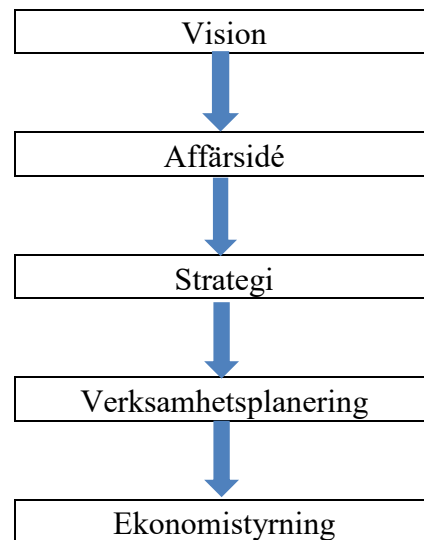 Vision
Affärsidé
Strategi
Verksamhetsplanering
Ekonomistyrning